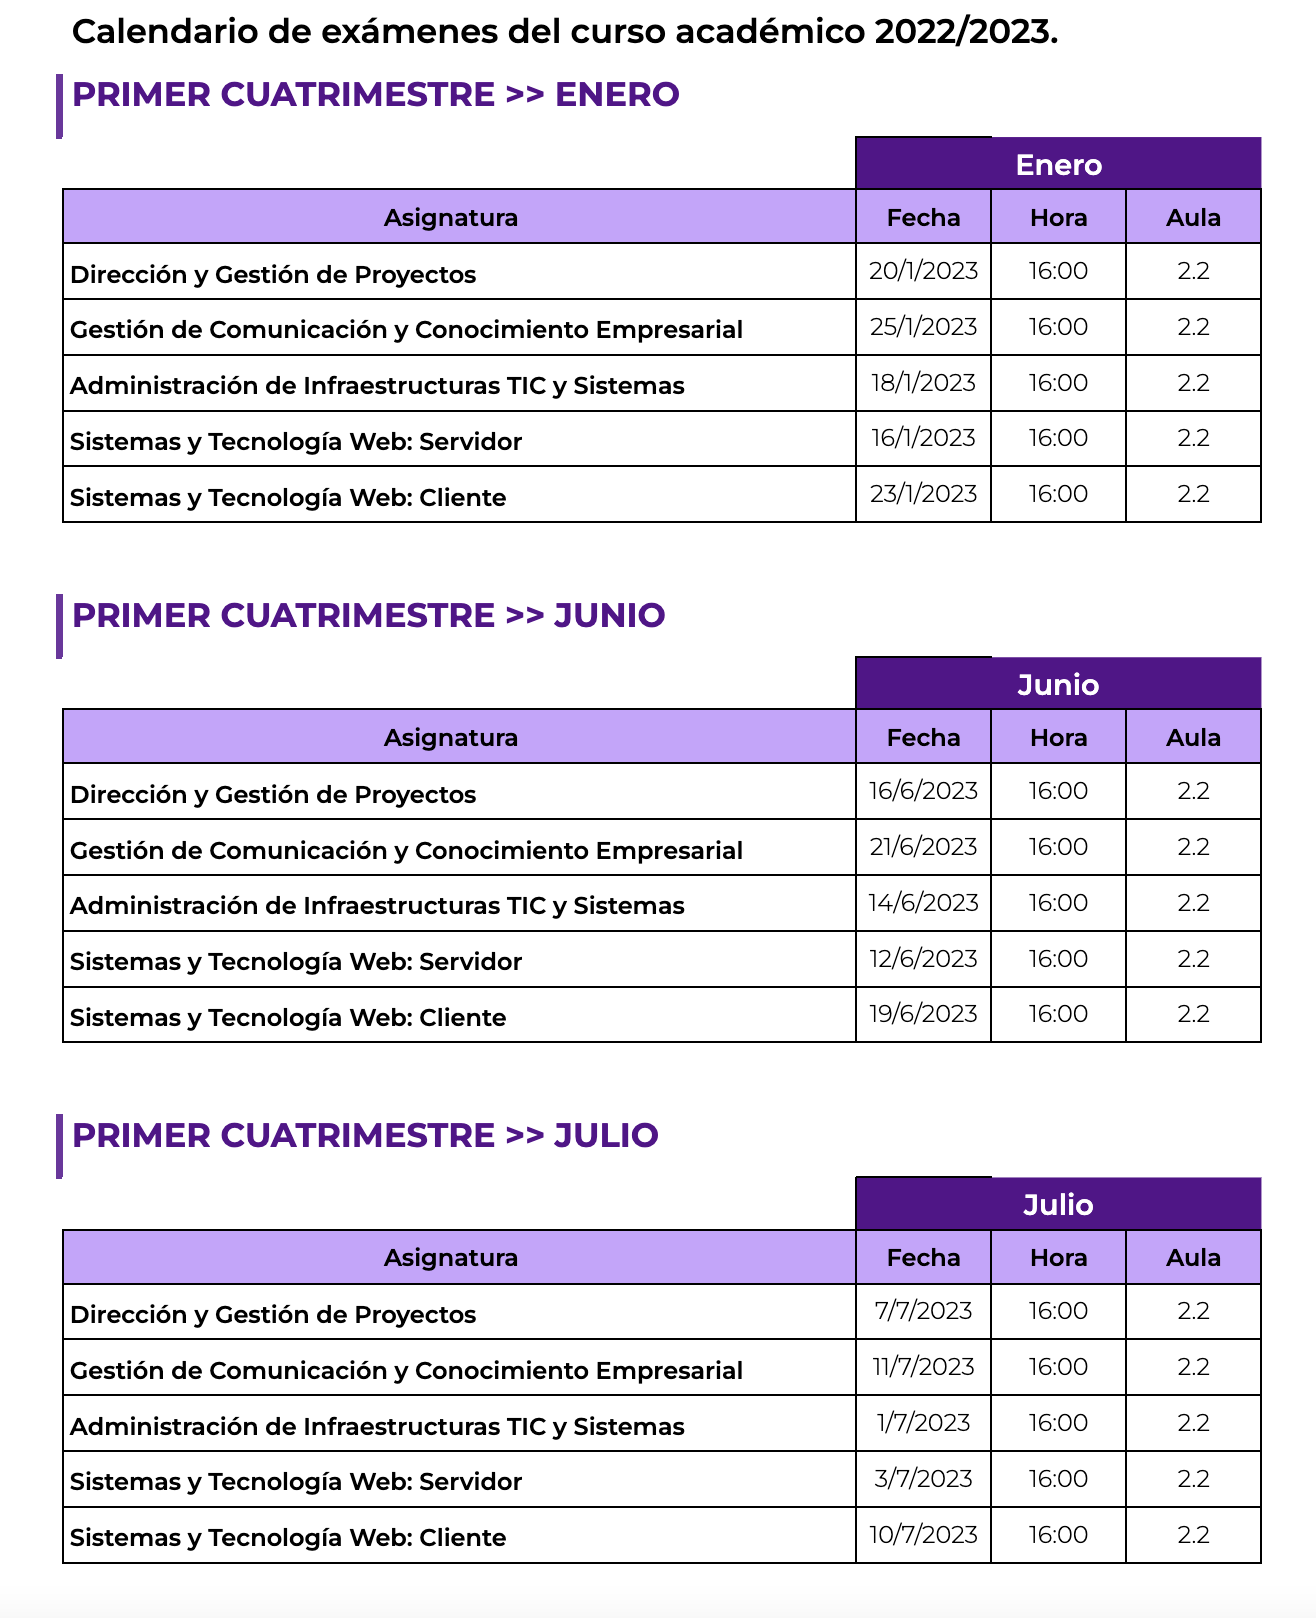 Calendario de exámenes del curso académico 2022/2023.
PRIMER CUATRIMESTRE >> ENERO
Enero
Asignatura Fecha Hora Aula
Dirección y Gestión de Proyectos 20/1/2023 16:00 2.2
Gestión de Comunicación y Conocimiento Empresarial 25/1/2023 16:00 2.2
Administración de Infraestructuras TIC y Sistemas 18/1/2023 16:00 2.2
Sistemas y Tecnología Web: Servidor 16/1/2023 16:00 2.2
Sistemas y Tecnología Web: Cliente 23/1/2023 16:00 2.2
PRIMER CUATRIMESTRE >> JUNIO
Junio
Asignatura Fecha Hora Aula
Dirección y Gestión de Proyectos 16/6/2023 16:00 2.2
Gestión de Comunicación y Conocimiento Empresarial 21/6/2023 16:00 2.2
Administración de Infraestructuras TIC y Sistemas 14/6/2023 16:00 2.2
Sistemas y Tecnología Web: Servidor 12/6/2023 16:00 2.2
Sistemas y Tecnología Web: Cliente 19/6/2023 16:00 2.2
PRIMER CUATRIMESTRE >> JULIO
Julio
Asignatura Fecha Hora Aula
Dirección y Gestión de Proyectos 7/7/2023 16:00 2.2
Gestión de Comunicación y Conocimiento Empresarial 11/7/2023 16:00 2.2
Administración de Infraestructuras TIC y Sistemas 1/7/2023 16:00 2.2
Sistemas y Tecnología Web: Servidor 3/7/2023 16:00 2.2
Sistemas y Tecnología Web: Cliente 10/7/2023 16:00 2.2